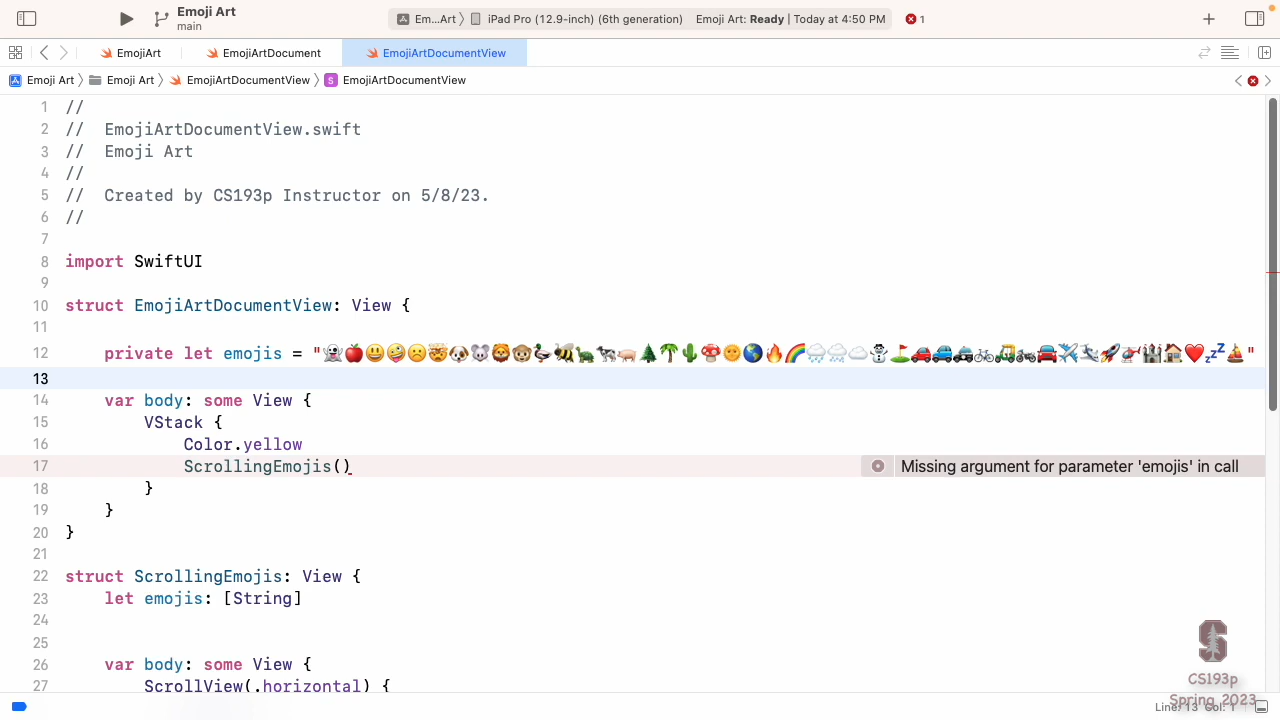 Emoji Art
main
Em...Art 〉 iPad Pro (12.9-inch) (6th generation) Emoji Art: Ready | Today at 4:50 PM 1
EmojiArt EmojiArtDocument EmojiArtDocumentView
Emoji Art 〉 Emoji Art 〉 EmojiArtDocumentView 〉 S EmojiArtDocumentView
1 //
2 // EmojiArtDocumentView.swift
3 // Emoji Art
4 //
5 // Created by CS193p Instructor on 5/8/23.
6 //
7
8 import SwiftUI
9
10 struct EmojiArtDocumentView: View {
11
12 private let emojis = "👻🍎😃🤪☹️🤯🐶🐭🦁🐵🦆🐝🐢🐄🐖🌲🌴🌵🍄🌞🌎🔥🌈🌧️🌨️☁️⛄️⛳️🚗🚙🚓🚲🛺🏍️🚘✈️🛩️🚀🚁🏰🏠❤️💤⛵️"
13
14 var body: some View {
15 VStack {
16 Color.yellow
17 ScrollingEmojis() Missing argument for parameter 'emojis' in call
18 }
19 }
20 }
21
22 struct ScrollingEmojis: View {
23 let emojis: [String]
24
25
26 var body: some View {
27 ScrollView(.horizontal) {
CS193p
Spring 2023
Line: 13 Col: 1